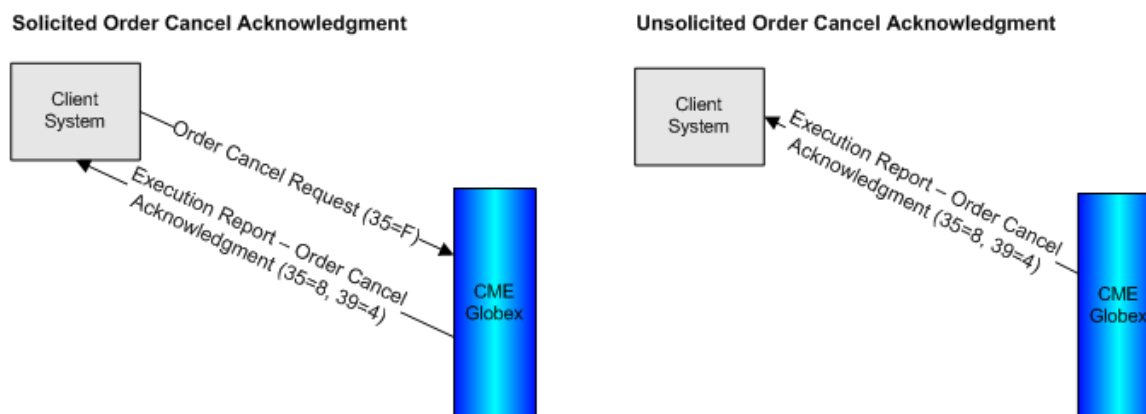 Solicited Order Cancel Acknowledgment
Client
System
Order Cancel Request (35=F)
Execution Report – Order Cancel
Acknowledgment (35=8, 39=4)
CME
Globex
Unsolicited Order Cancel Acknowledgment
Client
System
Execution Report – Order Cancel
Acknowledgment (35=8, 39=4)
CME
Globex